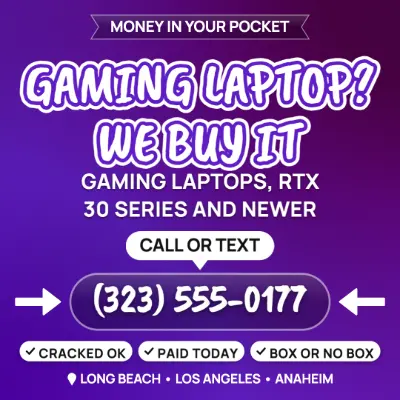 MONEY IN YOUR POCKET
GAMING LAPTOP?
WE BUY IT
GAMING LAPTOPS, RTX
30 SERIES AND NEWER
CALL OR TEXT
(323) 555-0177
CRACKED OK
PAID TODAY
BOX OR NO BOX
LONG BEACH • LOS ANGELES • ANAHEIM